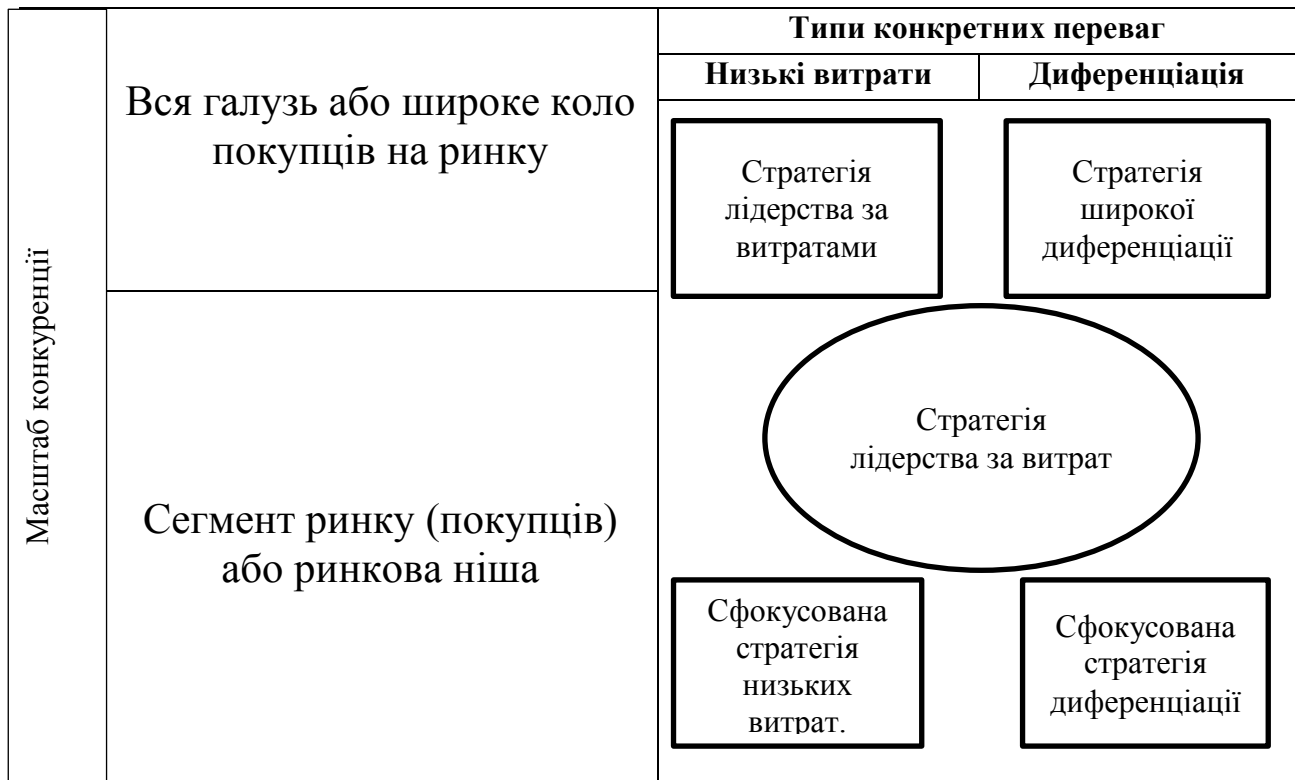 Масштаб конкуренції
Вся галузь або широке коло
покупців на ринку
Типи конкретних переваг
Низькі витрати
Диференціація
Стратегія
лідерства за
витратами
Стратегія
широкої
диференціації
Стратегія
лідерства за витрат
Сегмент ринку (покупців)
або ринкова ніша
Сфокусована
стратегія
низьких
витрат.
Сфокусована
стратегія
диференціації